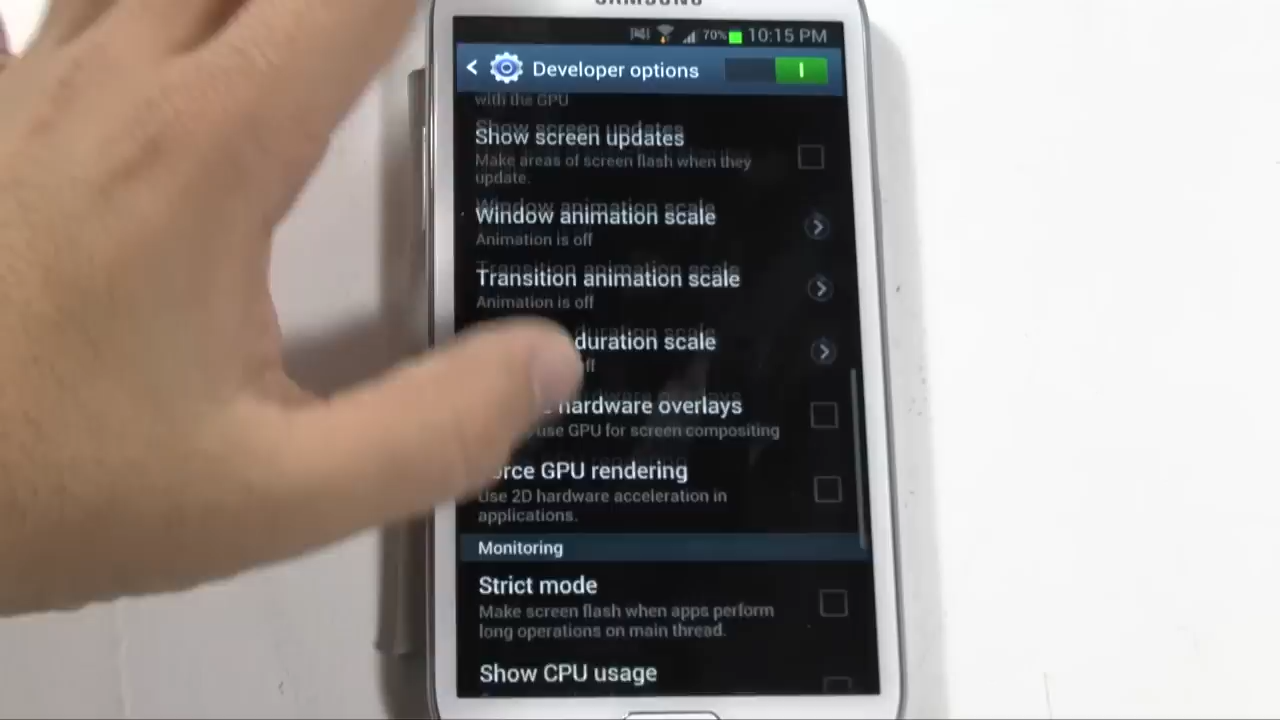 SAMSUNG
70% 10:15 PM
Developer options
with the GPU
Show screen updates
Make areas of screen flash when they
update.
Window animation scale
Animation is off
Transition animation scale
Animation is off
duration scale
off
hardware overlays
use GPU for screen compositing
Force GPU rendering
Use 2D hardware acceleration in
applications.
Monitoring
Strict mode
Make screen flash when apps perform
long operations on main thread.
Show CPU usage